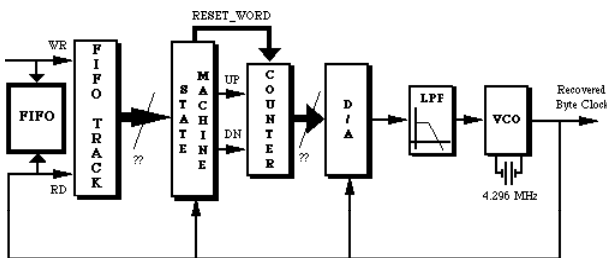 RESET_WORD
WR
FIFO
RD
FIFO TRACK
??
STATE MACHINE
UP
DN
COUNTER
??
D/A
LPF
VCO
4.296 MHz
Recovered
Byte Clock